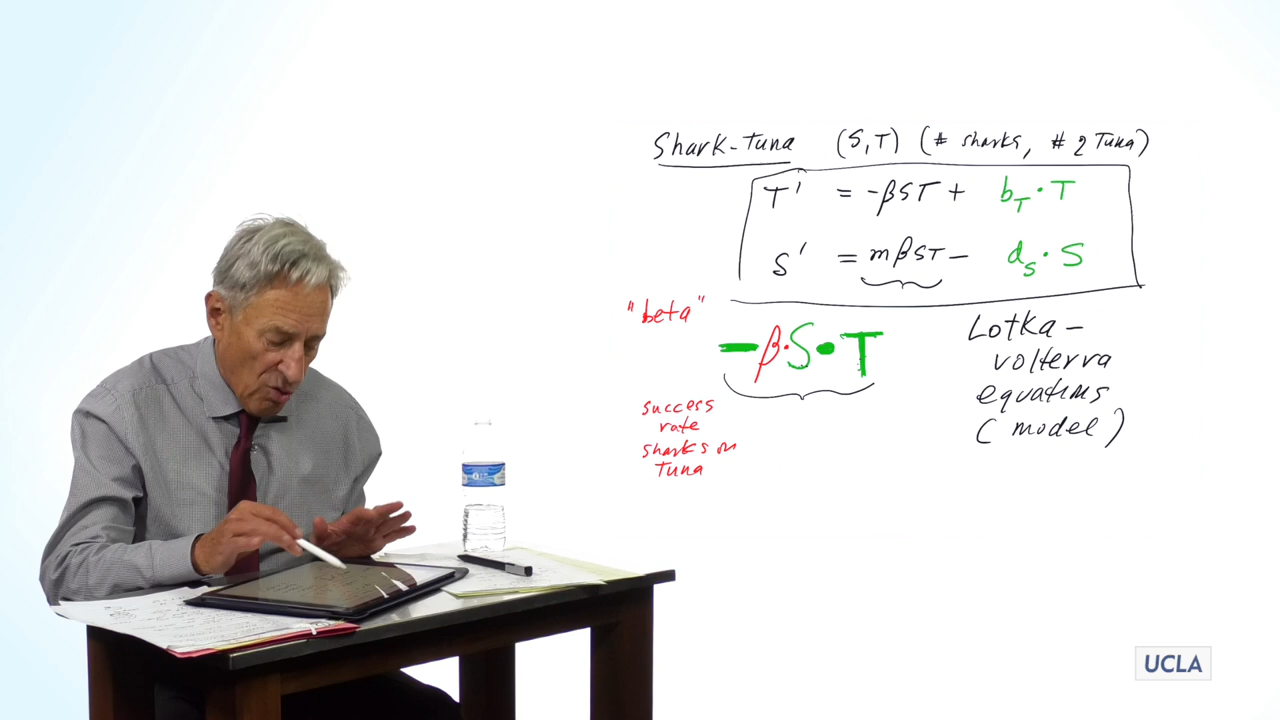 Shark-Tuna (S,T) (# sharks, # 2 Tuna)
T' = -βST + b_T · T
S' = mβST - d_S · S
"beta"
-β·S·T
Lotka-
volterra
equations
(model)
success
rate
sharks on
Tuna
UCLA